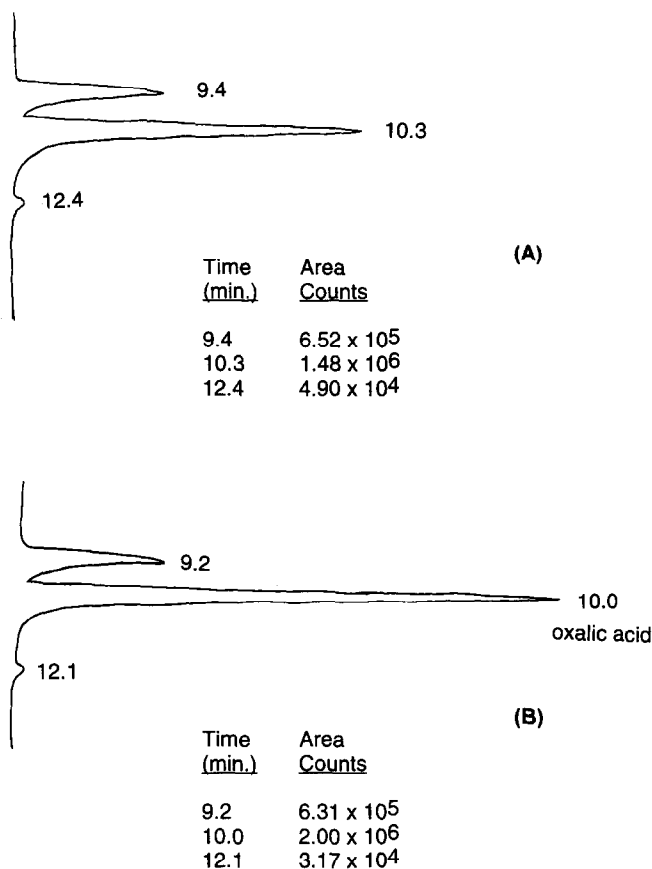 9.4
10.3
12.4
(A)
Time Area
(min.) Counts
9.4 6.52 x 10⁵
10.3 1.48 x 10⁶
12.4 4.90 x 10⁴
9.2
10.0
oxalic acid
12.1
(B)
Time Area
(min.) Counts
9.2 6.31 x 10⁵
10.0 2.00 x 10⁶
12.1 3.17 x 10⁴